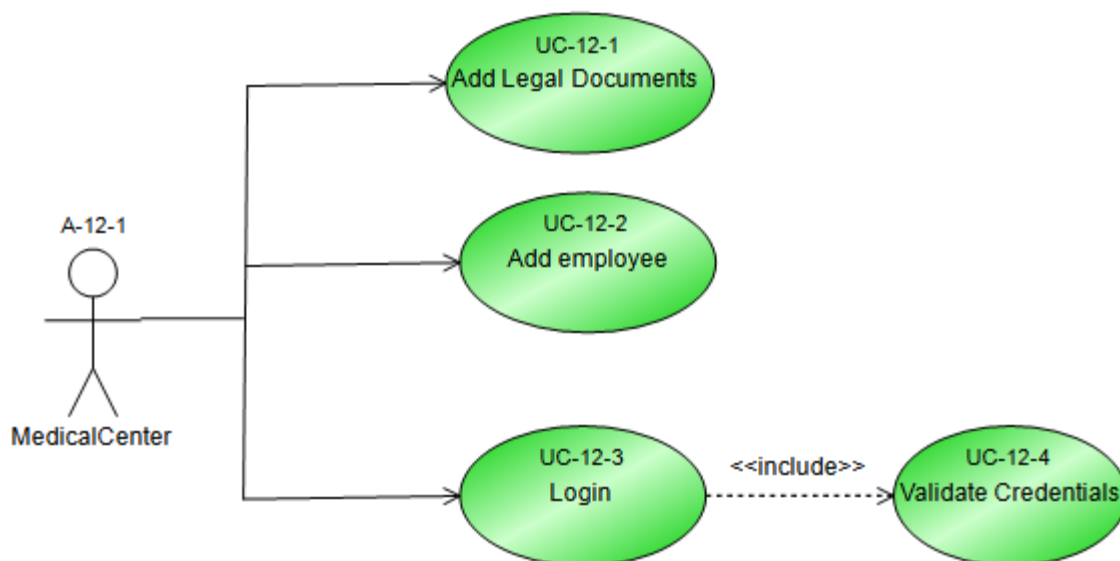 UC-12-1
Add Legal Documents
UC-12-2
Add employee
A-12-1
MedicalCenter
UC-12-3
Login
<<include>>
UC-12-4
Validate Credentials